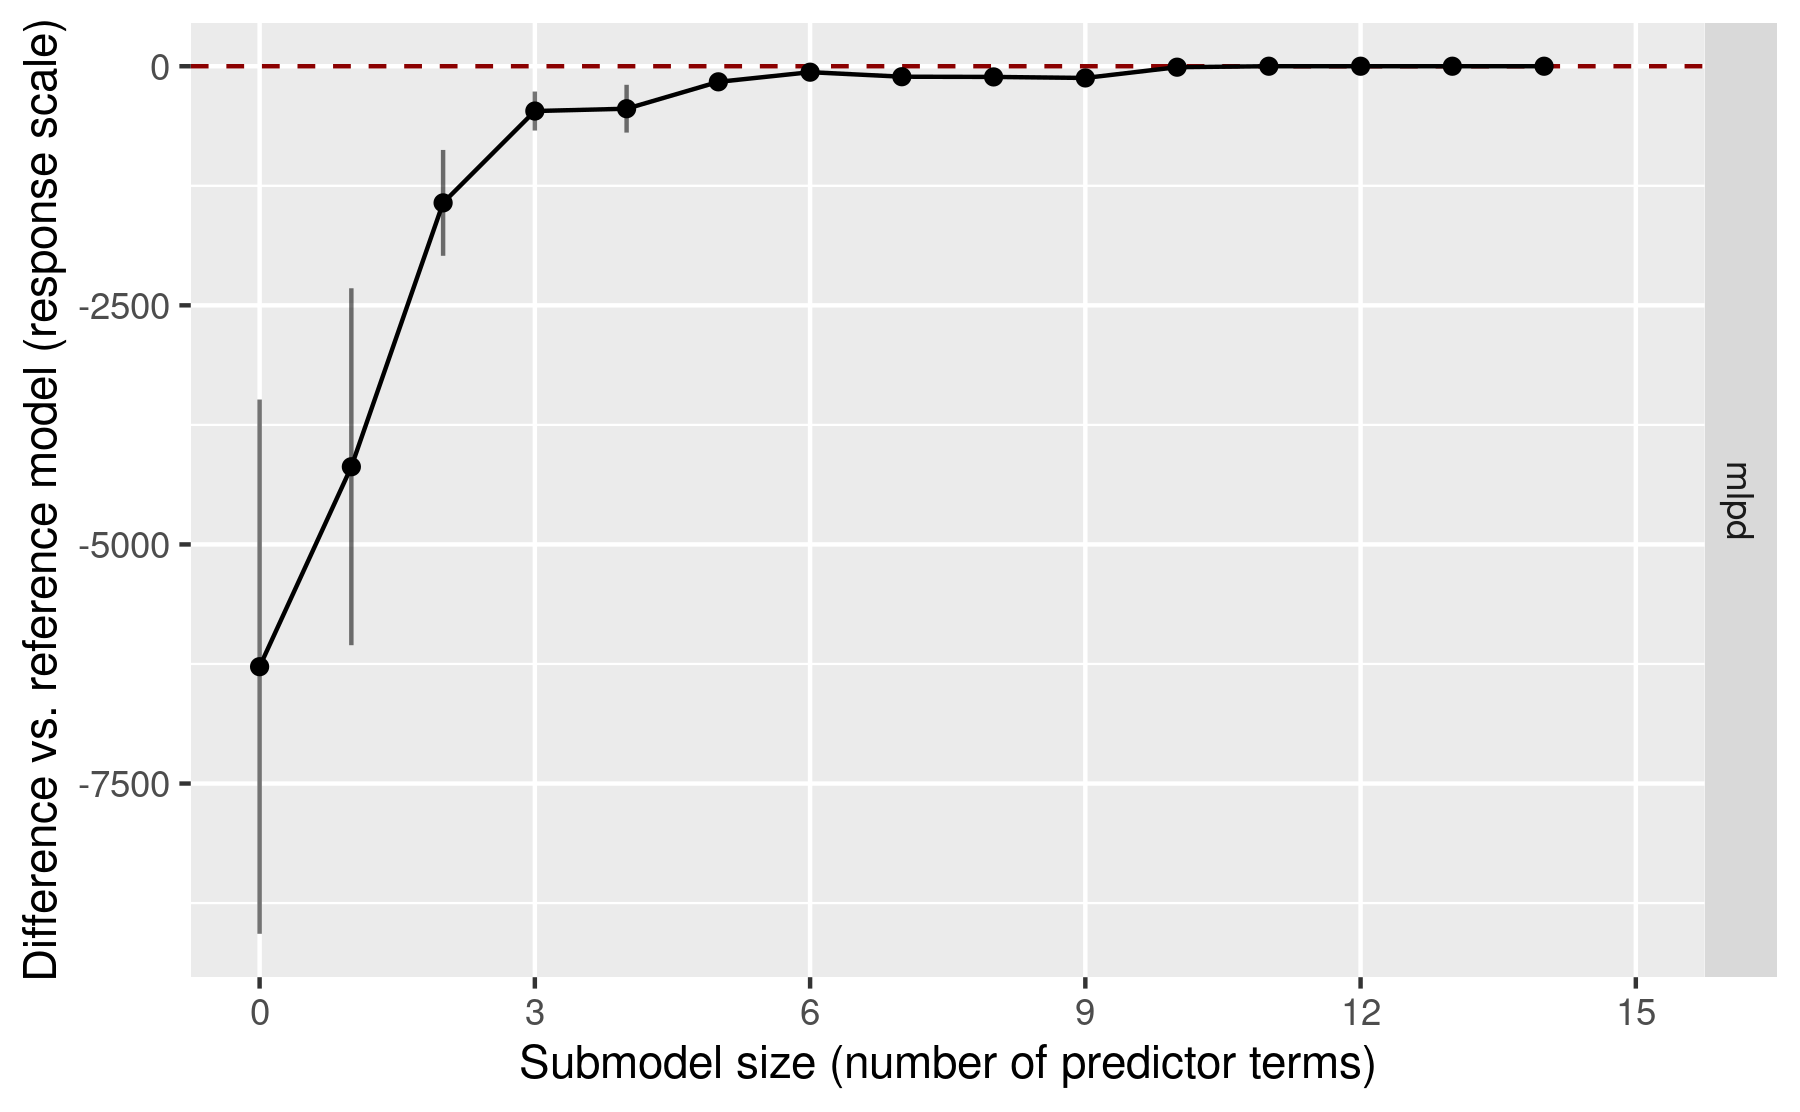 Difference vs. reference model (response scale)
0
-2500
-5000
-7500
mlpd
0 3 6 9 12 15
Submodel size (number of predictor terms)